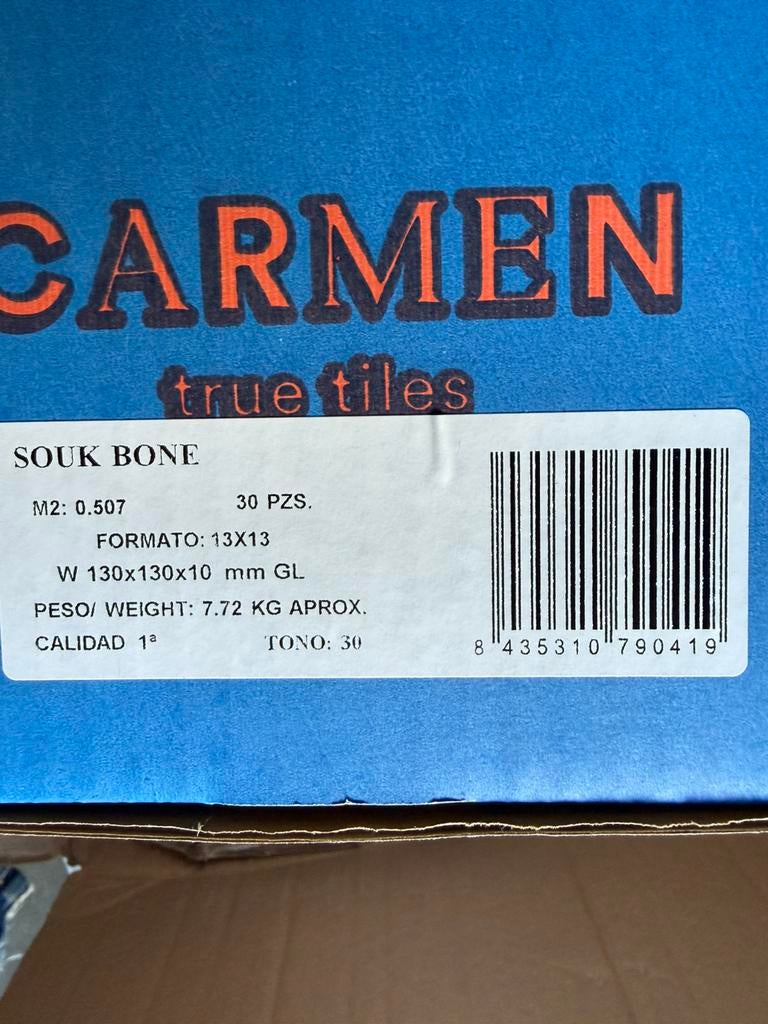 CARMEN
true tiles
SOUK BONE
M2: 0.507 30 PZS.
FORMATO: 13X13
W 130x130x10 mm GL
PESO/ WEIGHT: 7.72 KG APROX.
CALIDAD 1ª TONO: 30
8 435310 790419